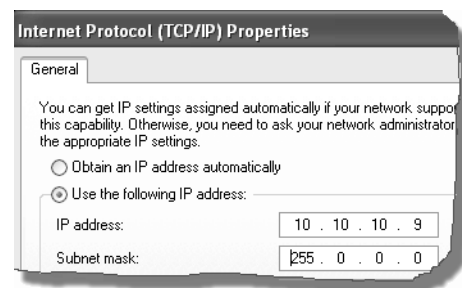 Internet Protocol (TCP/IP) Properties
General
You can get IP settings assigned automatically if your network suppo
this capability. Otherwise, you need to ask your network administrator
the appropriate IP settings.
Obtain an IP address automatically
Use the following IP address:
IP address: 10 . 10 . 10 . 9
Subnet mask: 255 . 0 . 0 . 0